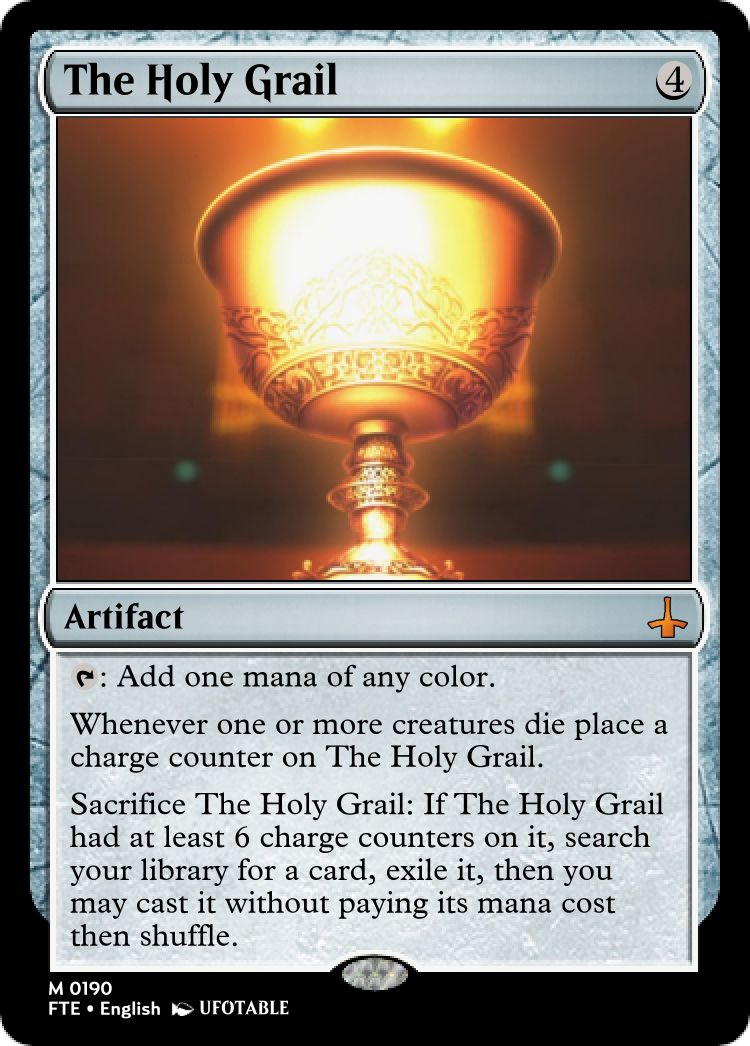 The Holy Grail
4
Artifact
: Add one mana of any color.
Whenever one or more creatures die place a
charge counter on The Holy Grail.
Sacrifice The Holy Grail: If The Holy Grail
had at least 6 charge counters on it, search
your library for a card, exile it, then you
may cast it without paying its mana cost
then shuffle.
M 0190
FTE • English UFOTABLE